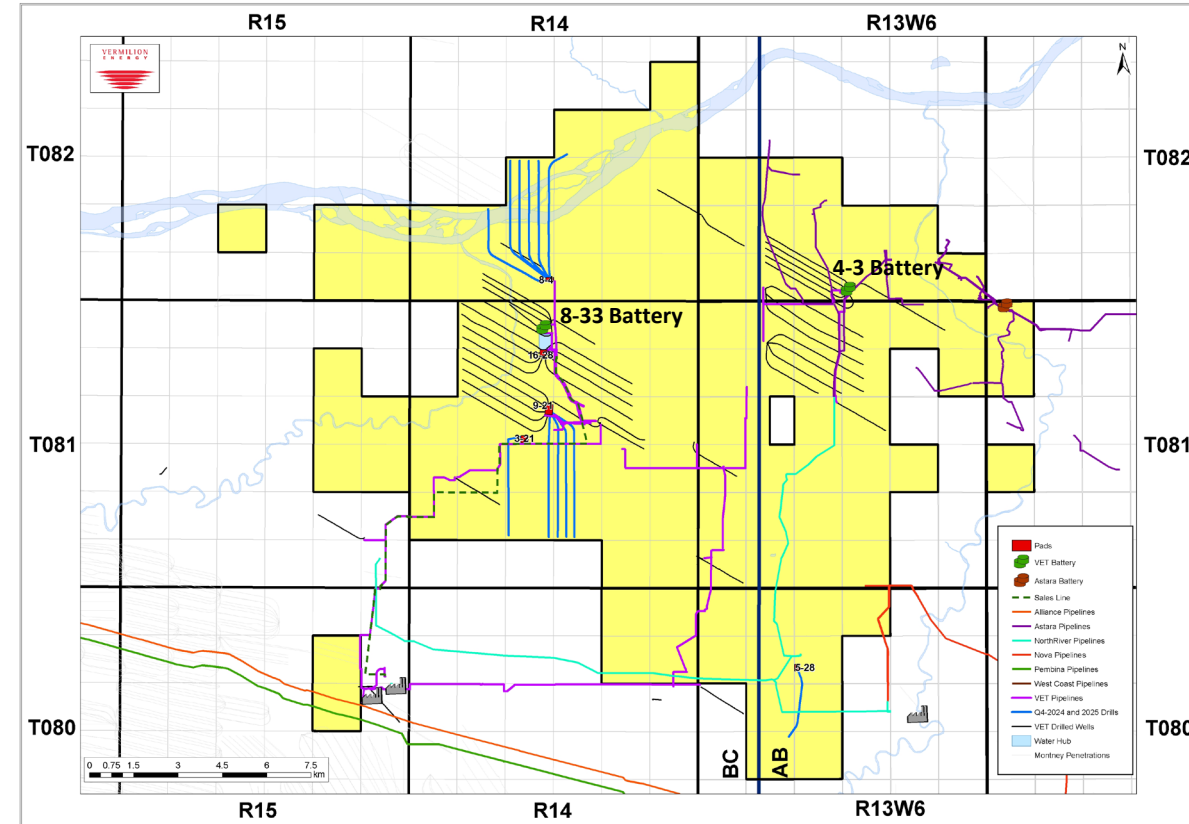 R15
R14
R13W6
VERMILION
ENERGY
N
T082
T082
8-4
4-3 Battery
8-33 Battery
16-28
9-21
3-21
T081
T081
Pads
VET Battery
Astara Battery
Sales Line
Alliance Pipelines
Astara Pipelines
NorthRiver Pipelines
Nova Pipelines
Pembina Pipelines
West Coast Pipelines
VET Pipelines
Q4-2024 and 2025 Drills
VET Drilled Wells
Water Hub
Montney Penetrations
5-28
T080
T080
BC
AB
0 0.75 1.5 3 4.5 6 7.5
km
R15
R14
R13W6